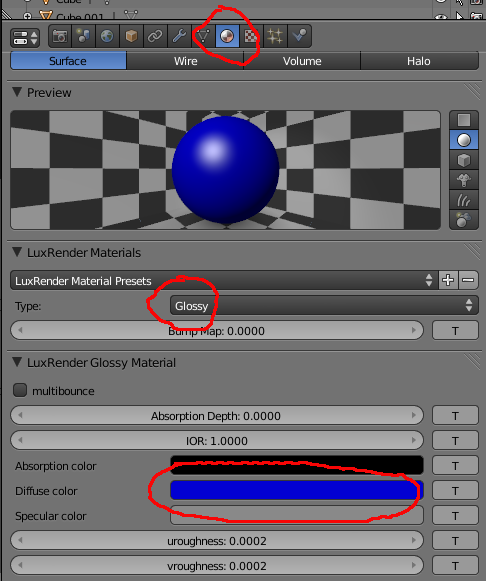 Cube
Cube.001
Surface Wire Volume Halo
Preview
LuxRender Materials
LuxRender Material Presets
Type: Glossy
Bump Map: 0.0000 T
LuxRender Glossy Material
multibounce
Absorption Depth: 0.0000 T
IOR: 1.0000 T
Absorption color T
Diffuse color T
Specular color T
uroughness: 0.0002 T
vroughness: 0.0002 T